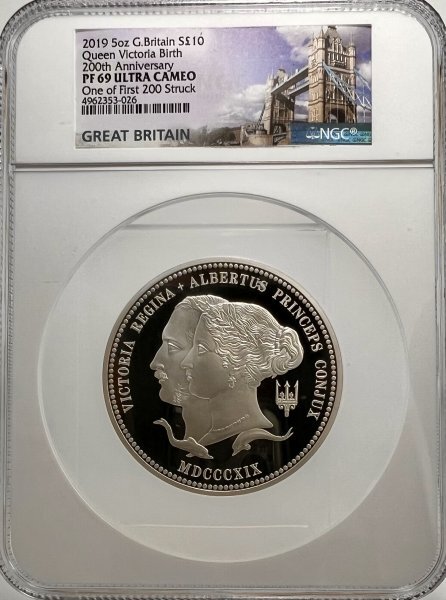 2019 5oz G.Britain S£10
Queen Victoria Birth
200th Anniversary
PF 69 ULTRA CAMEO
One of First 200 Struck
4962353-026
GREAT BRITAIN
NGC®
VICTORIA REGINA + ALBERTUS PRINCEPS CONJUX
MDCCCXIX